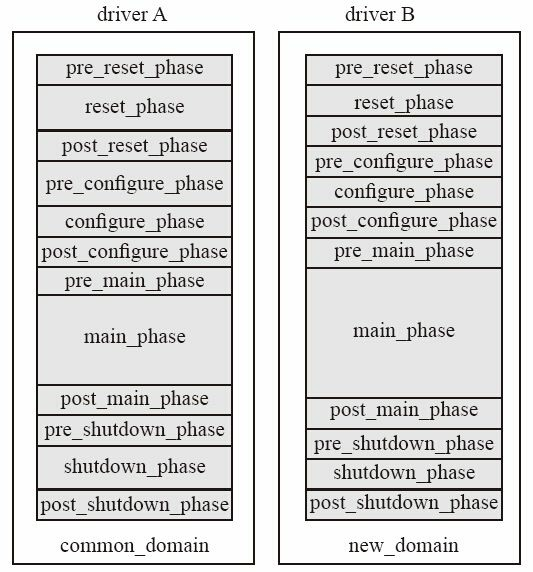 driver A
pre_reset_phase
reset_phase
post_reset_phase
pre_configure_phase
configure_phase
post_configure_phase
pre_main_phase
main_phase
post_main_phase
pre_shutdown_phase
shutdown_phase
post_shutdown_phase
common_domain
driver B
pre_reset_phase
reset_phase
post_reset_phase
pre_configure_phase
configure_phase
post_configure_phase
pre_main_phase
main_phase
post_main_phase
pre_shutdown_phase
shutdown_phase
post_shutdown_phase
new_domain